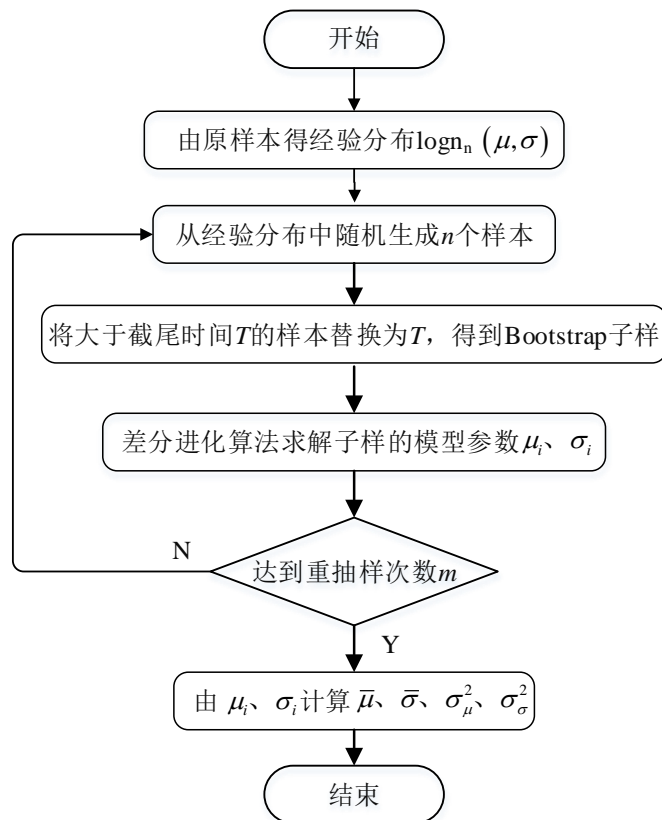 开始
由原样本得经验分布lognₙ (μ,σ)
从经验分布中随机生成n个样本
将大于截尾时间T的样本替换为T，得到Bootstrap子样
差分进化算法求解子样的模型参数μᵢ、σᵢ
N
达到重抽样次数m
Y
由 μᵢ、σᵢ计算 μ̄、σ̄、σ²_μ、σ²_σ
结束